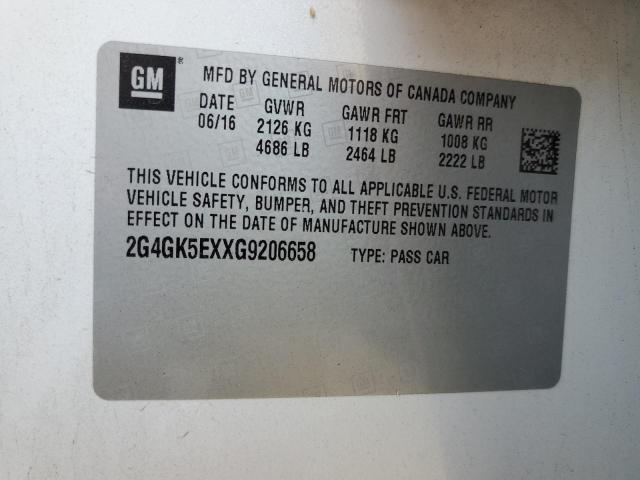 GM ® MFD BY GENERAL MOTORS OF CANADA COMPANY
DATE GVWR GAWR FRT GAWR RR
06/16 2126 KG 1118 KG 1008 KG
4686 LB 2464 LB 2222 LB
THIS VEHICLE CONFORMS TO ALL APPLICABLE U.S. FEDERAL MOTOR
VEHICLE SAFETY, BUMPER, AND THEFT PREVENTION STANDARDS IN
EFFECT ON THE DATE OF MANUFACTURE SHOWN ABOVE.
2G4GK5EXXG9206658 TYPE: PASS CAR